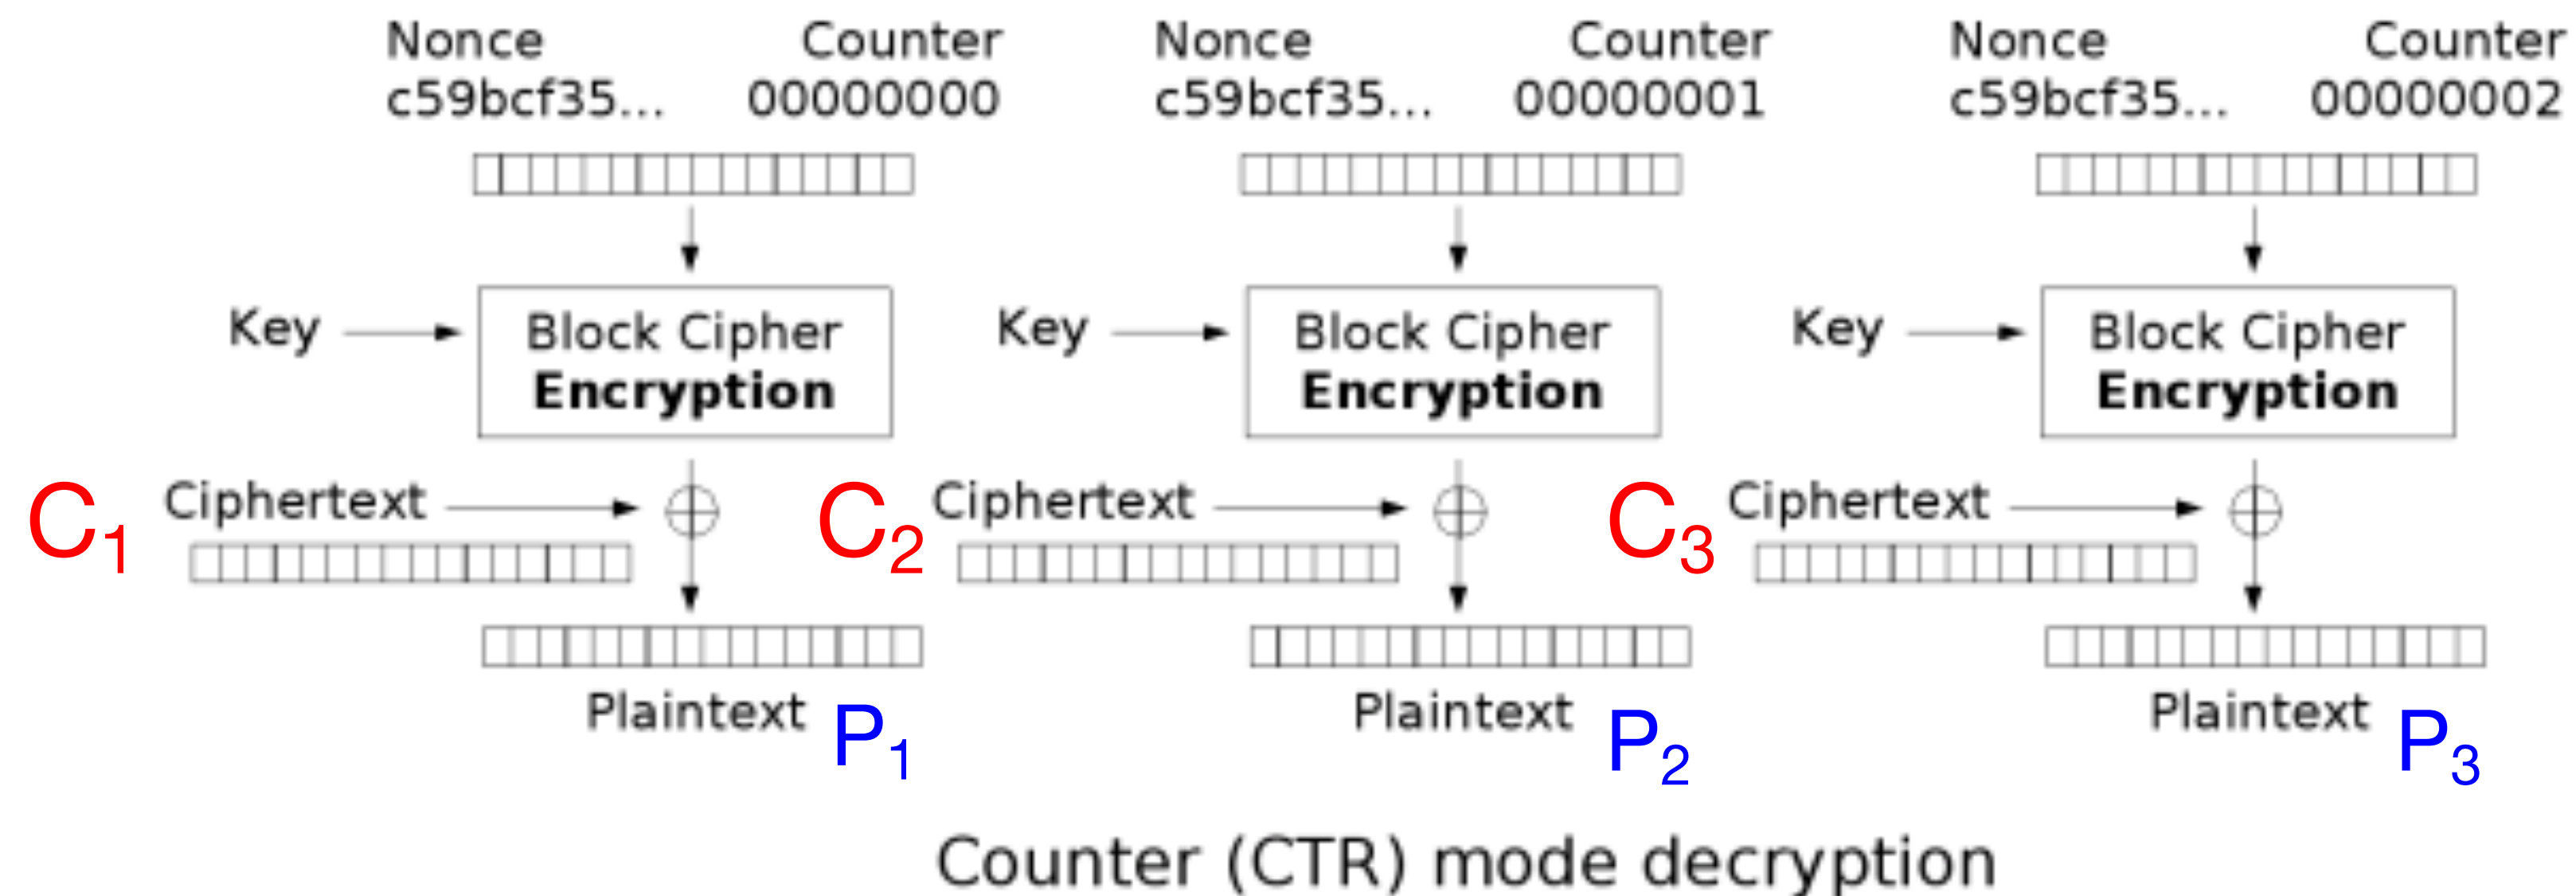 Nonce Counter Nonce Counter Nonce Counter
c59bcf35... 00000000 c59bcf35... 00000001 c59bcf35... 00000002
Key Block Cipher Key Block Cipher Key Block Cipher
Encryption Encryption Encryption
C1 Ciphertext C2 Ciphertext C3 Ciphertext
Plaintext P1 Plaintext P2 Plaintext P3
Counter (CTR) mode decryption